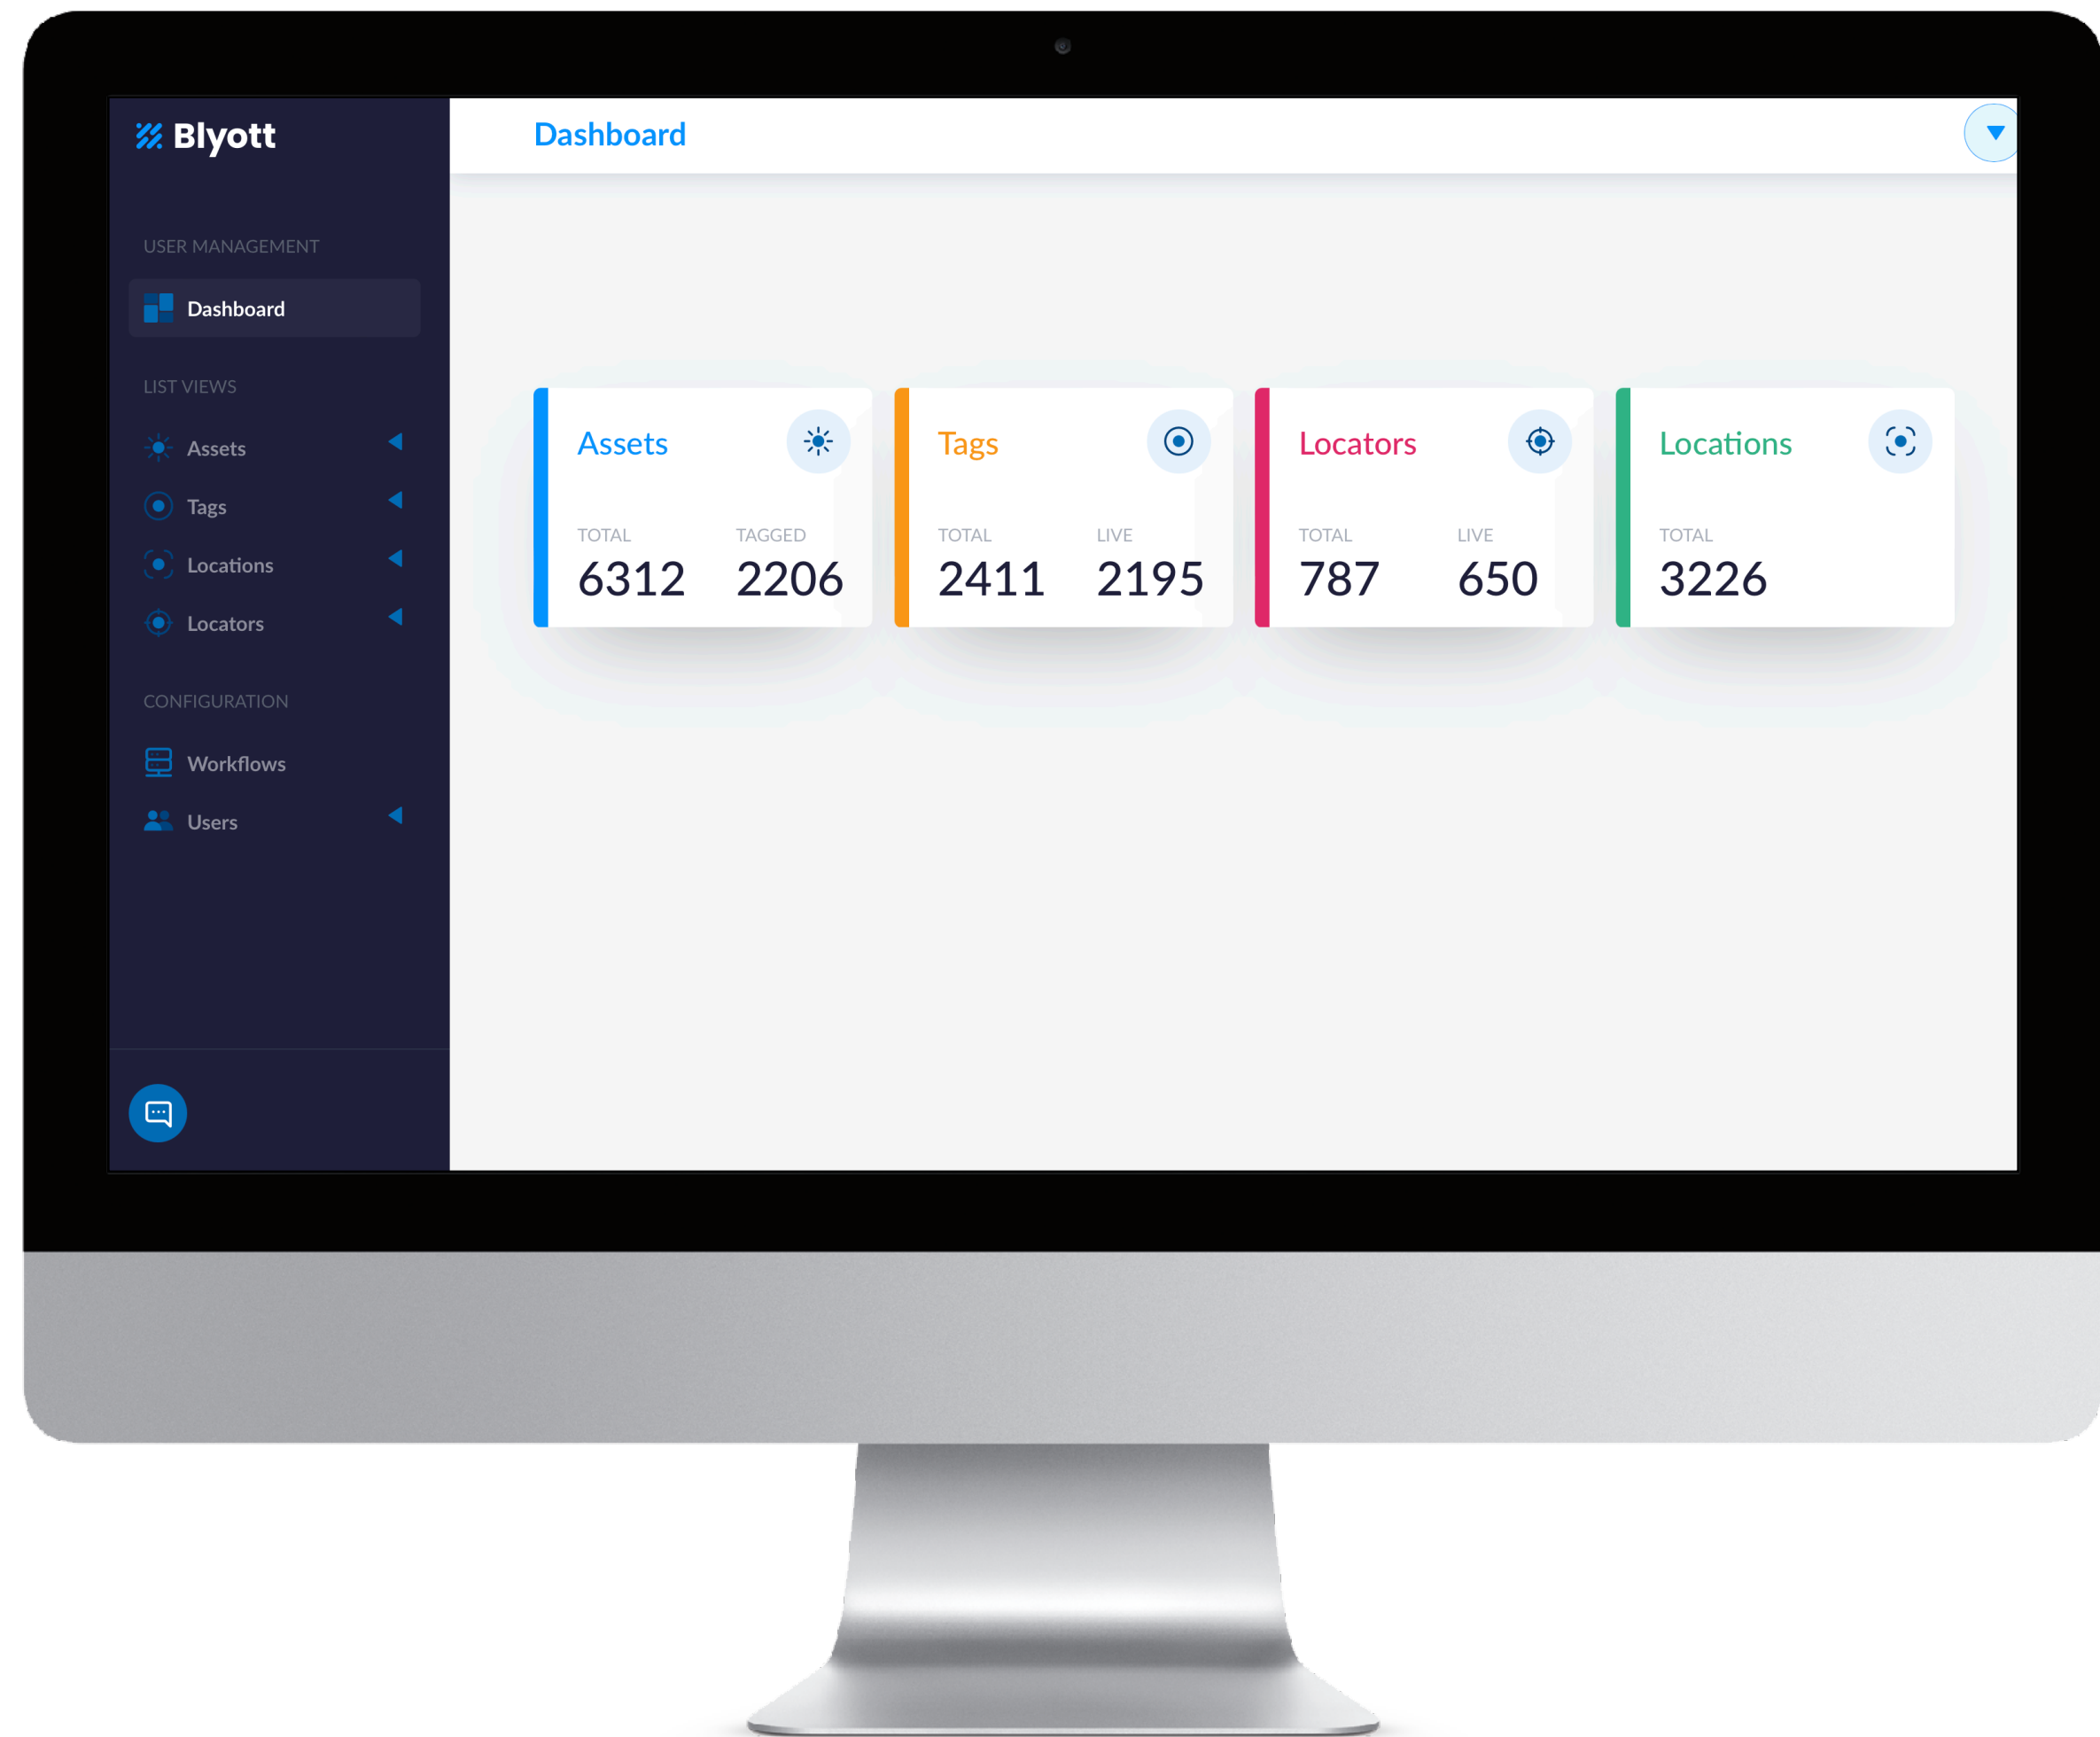 Blyott
USER MANAGEMENT
Dashboard
LIST VIEWS
Assets
Tags
Locations
Locators
CONFIGURATION
Workflows
Users
Dashboard
Assets
TOTAL TAGGED
6312 2206
Tags
TOTAL LIVE
2411 2195
Locators
TOTAL LIVE
787 650
Locations
TOTAL
3226